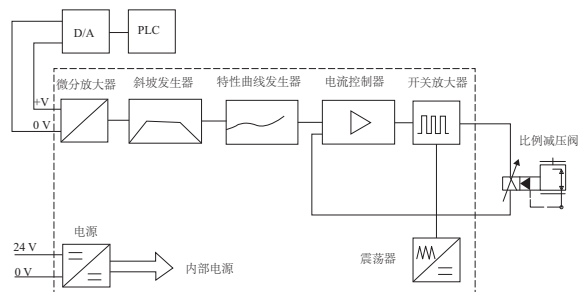 D/A
PLC
微分放大器
斜坡发生器
特性曲线发生器
电流控制器
开关放大器
+V
0 V
比例减压阀
电源
24 V
0 V
内部电源
震荡器